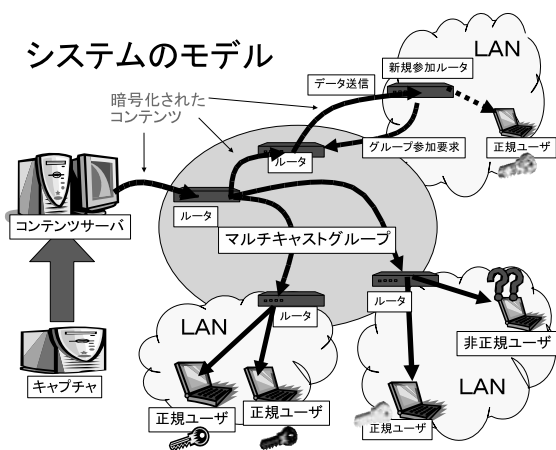 システムのモデル
LAN
新規参加ルータ
データ送信
暗号化された
コンテンツ
グループ参加要求
正規ユーザ
ルータ
ルータ
コンテンツサーバ
マルチキャストグループ
LAN
ルータ
ルータ
??
非正規ユーザ
LAN
キャプチャ
正規ユーザ
正規ユーザ
正規ユーザ